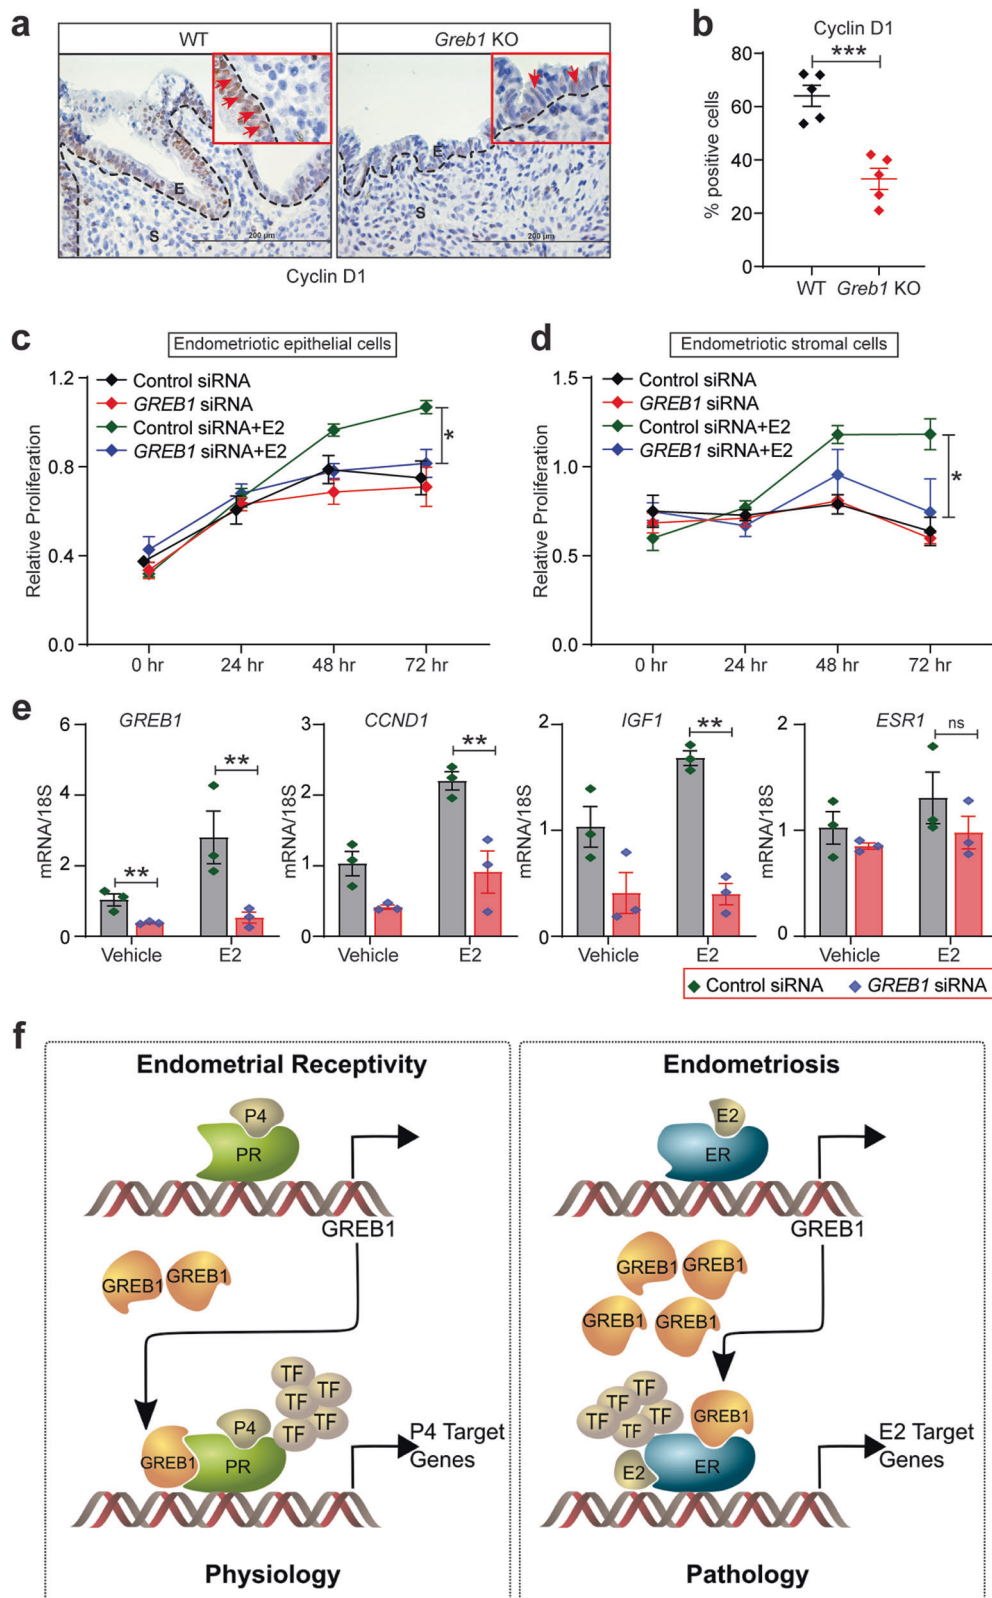 a
WT
Greb1 KO
E
S
200 µm
E
S
200 µm
Cyclin D1
b
Cyclin D1
***
% positive cells
80
60
40
20
0
WT Greb1 KO
c
Endometriotic epithelial cells
Control siRNA
GREB1 siRNA
Control siRNA+E2
GREB1 siRNA+E2
*
Relative Proliferation
1.2
0.8
0.4
0.0
0 hr 24 hr 48 hr 72 hr
d
Endometriotic stromal cells
Control siRNA
GREB1 siRNA
Control siRNA+E2
GREB1 siRNA+E2
*
Relative Proliferation
1.5
1.0
0.5
0.0
0 hr 24 hr 48 hr 72 hr
e
GREB1
mRNA/18S
6
4
2
0
**
**
Vehicle E2
CCND1
mRNA/18S
3
2
1
0
**
Vehicle E2
IGF1
mRNA/18S
2
1
0
**
Vehicle E2
ESR1
mRNA/18S
2
1
0
ns
Vehicle E2
Control siRNA GREB1 siRNA
f
Endometrial Receptivity
P4
PR
GREB1
GREB1 GREB1
TF
TF TF
TF TF
TF
P4
GREB1 PR
P4 Target
Genes
Physiology
Endometriosis
E2
ER
GREB1
GREB1 GREB1
GREB1 GREB1
TF
TF TF
TF TF
TF
GREB1
E2 ER
E2 Target
Genes
Pathology